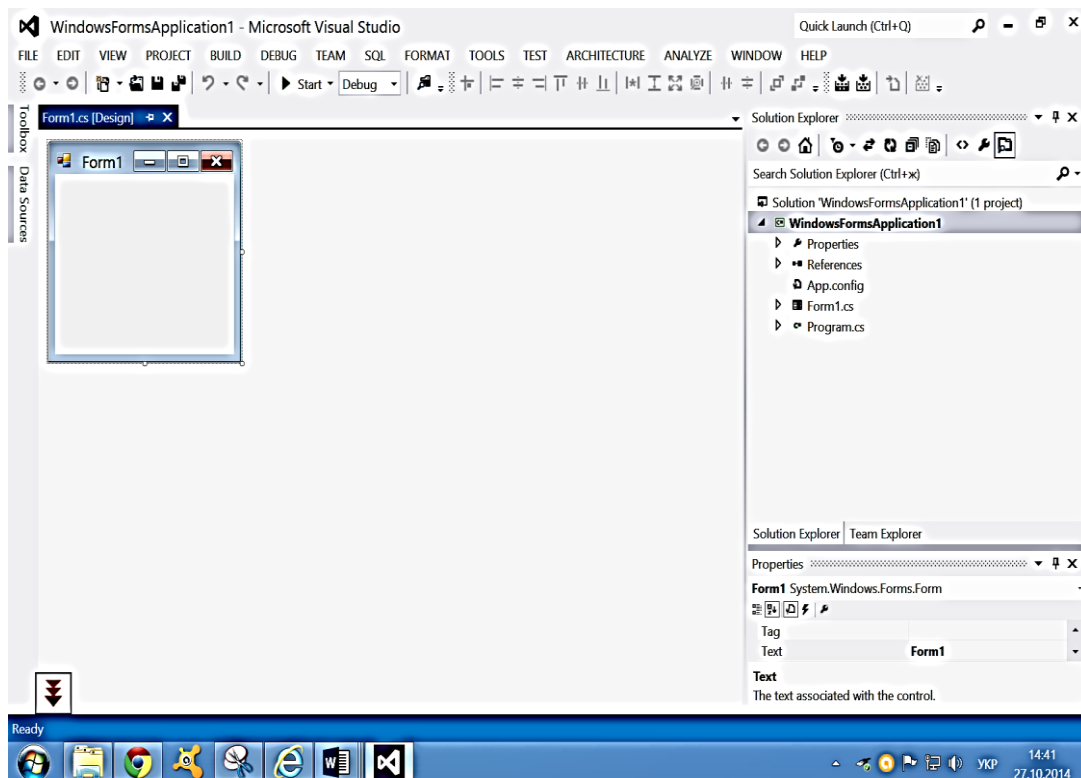 WindowsFormsApplication1 - Microsoft Visual Studio
Quick Launch (Ctrl+Q)
FILE EDIT VIEW PROJECT BUILD DEBUG TEAM SQL FORMAT TOOLS TEST ARCHITECTURE ANALYZE WINDOW HELP
Start Debug
Toolbox
Data Sources
Form1.cs [Design]
Form1
Solution Explorer
Search Solution Explorer (Ctrl+ж)
Solution 'WindowsFormsApplication1' (1 project)
WindowsFormsApplication1
Properties
References
App.config
Form1.cs
Program.cs
Solution Explorer Team Explorer
Properties
Form1 System.Windows.Forms.Form
Tag
Text Form1
Text
The text associated with the control.
Ready
УКР
14:41
27.10.2014